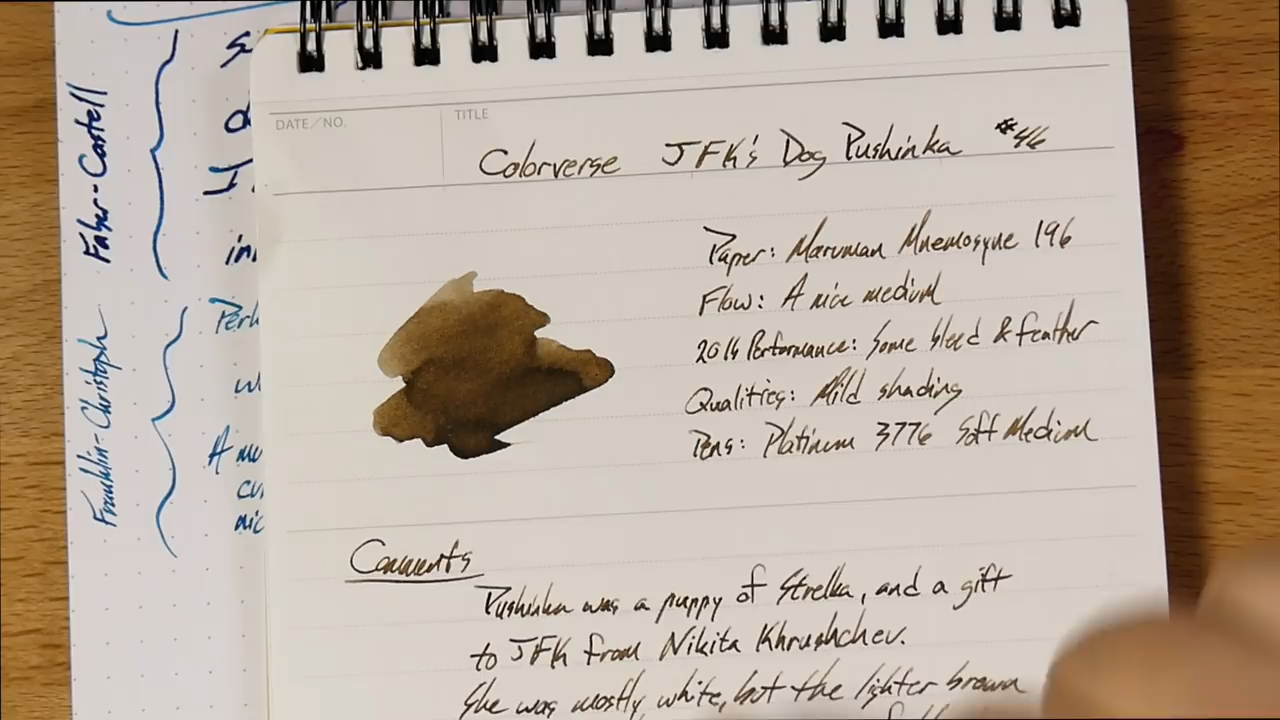 DATE/NO.
TITLE
Colorverse JFK's Dog Pushinka #46
Paper: Maruman Mnemosyne 196
Flow: A nice medium
20lb Performance: Some bleed & feather
Qualities: Mild shading
Pens: Platinum 3776 Soft Medium
Comments
Pushinka was a puppy of Strelka, and a gift
to JFK from Nikita Khrushchev.
She was mostly white, but the lighter brown
Faber-Castell
Franklin-Christoph